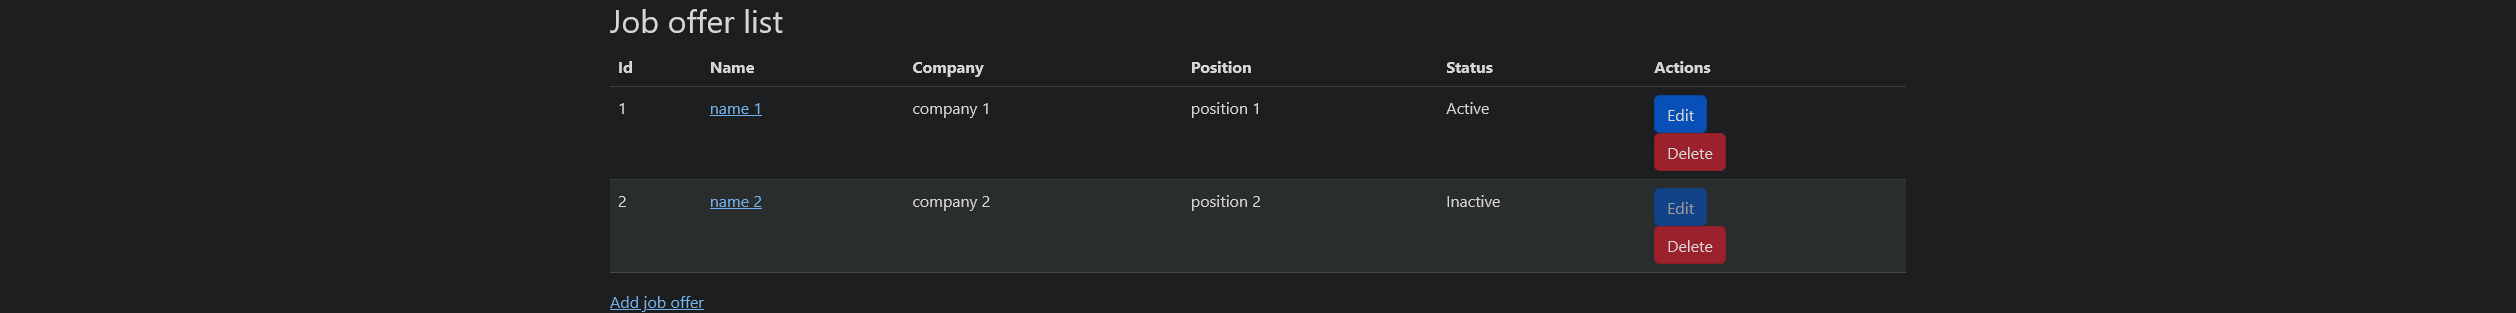 Job offer list
Id Name Company Position Status Actions
1 name 1 company 1 position 1 Active Edit
Delete
2 name 2 company 2 position 2 Inactive Edit
Delete
Add job offer